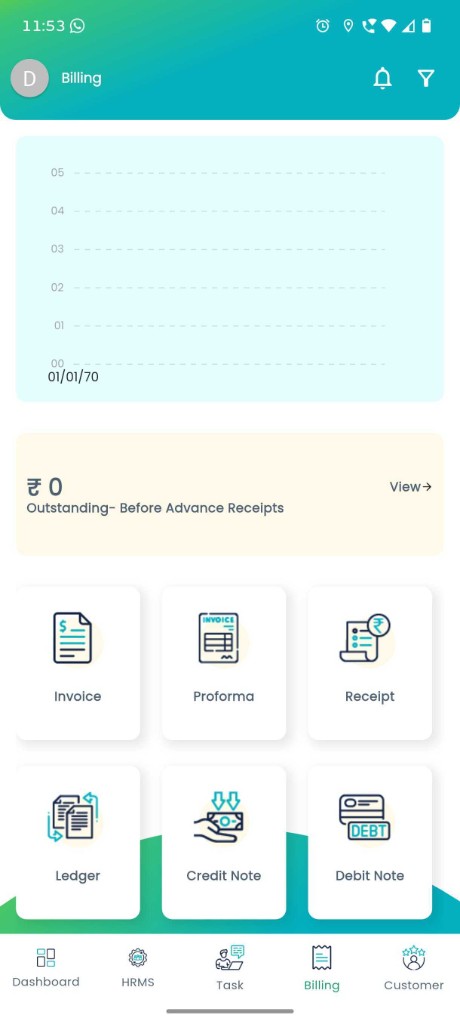 11:53
D Billing
05
04
03
02
01
00
01/01/70
₹ 0
View→
Outstanding- Before Advance Receipts
$ INVOICE ₹
Invoice Proforma Receipt
DEBT
Ledger Credit Note Debit Note
Dashboard HRMS Task Billing Customer